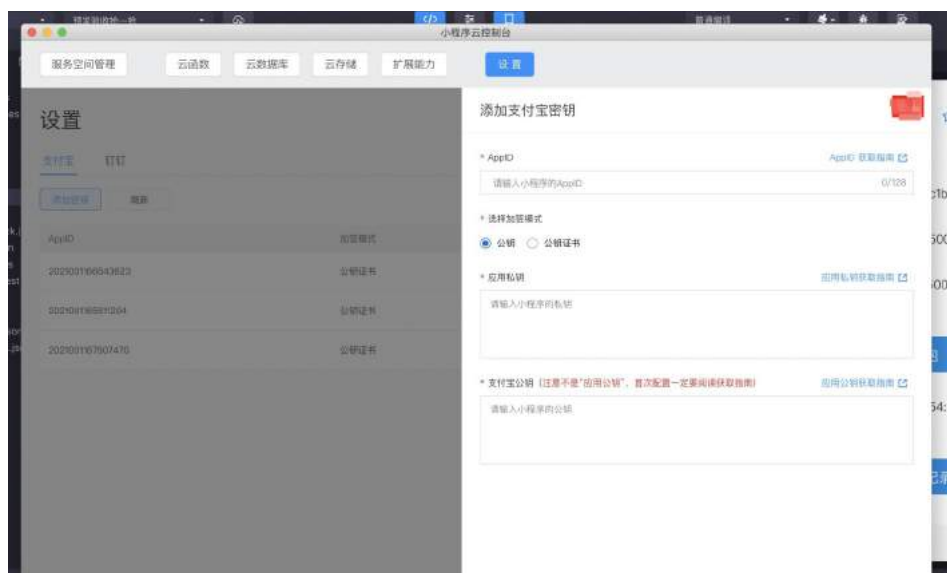 小程序云控制台
服务空间管理 云函数 云数据库 云存储 扩展能力 设置
设置
支付宝 钉钉
添加密钥 刷新
AppID 加密模式
公钥证书
公钥证书
2021001167607476 公钥证书
添加支付宝密钥
* AppID AppID 获取指南
请输入小程序的AppID 0/128
* 选择加密模式
公钥 公钥证书
* 应用私钥 应用私钥获取指南
请输入小程序的私钥
* 支付宝公钥 (注意不是"应用公钥", 首次配置一定要阅读获取指南) 应用公钥获取指南
请输入小程序的公钥